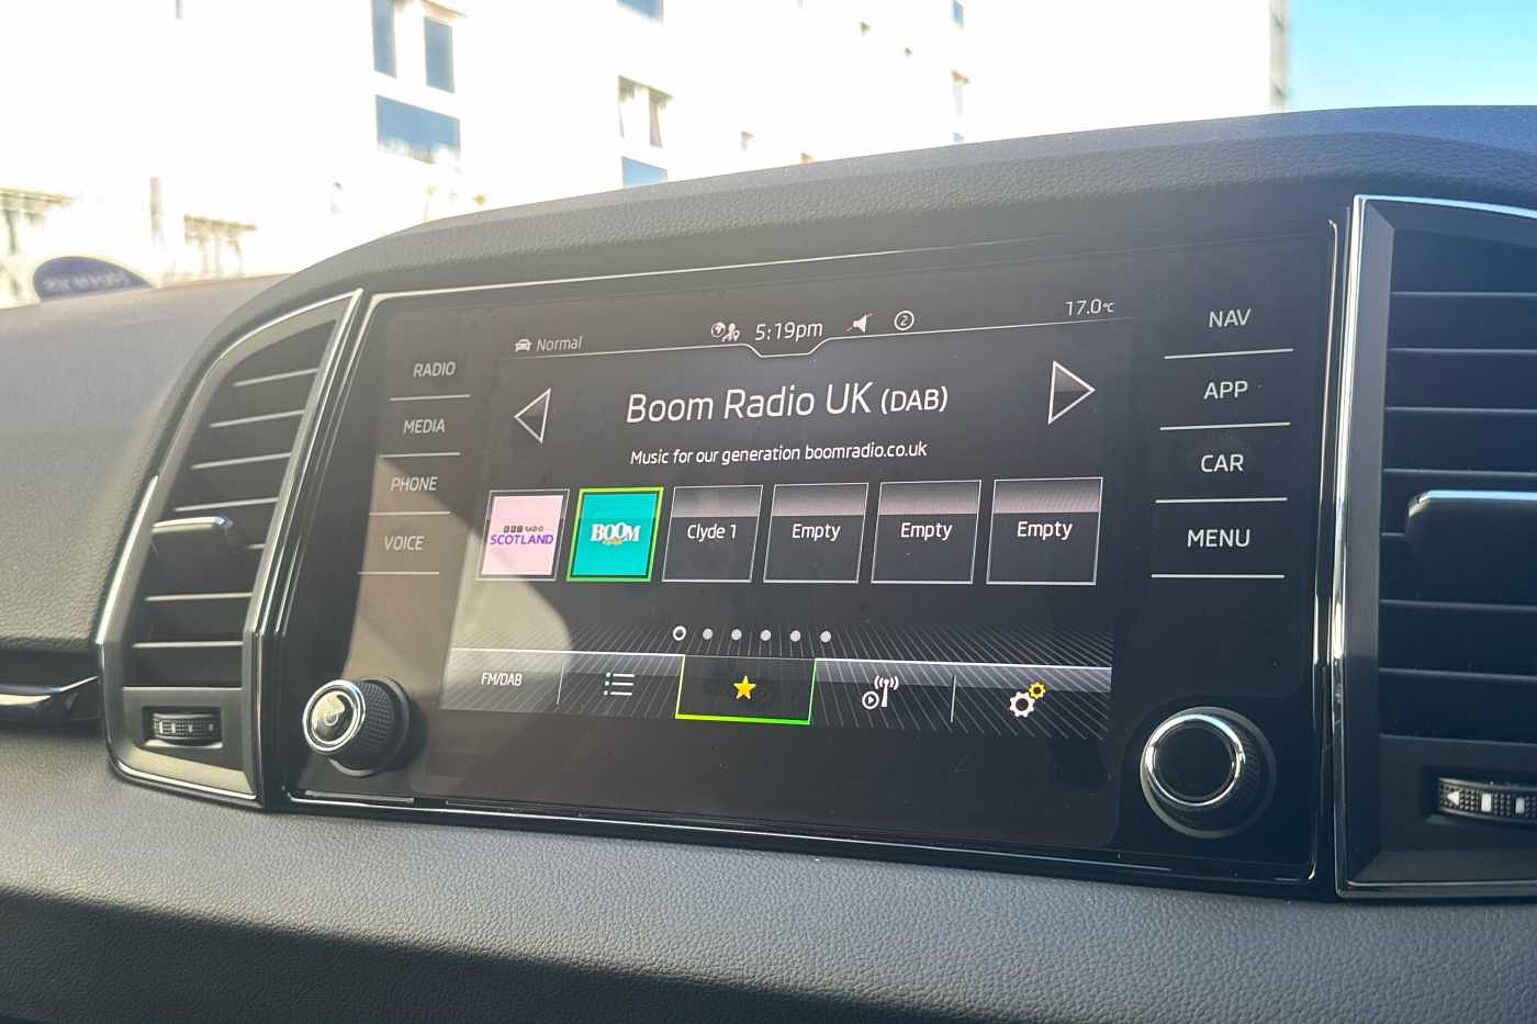 Normal
5:19pm
2
17.0°C
RADIO
MEDIA
PHONE
VOICE
Boom Radio UK (DAB)
Music for our generation boomradio.co.uk
BBC RADIO
SCOTLAND
BOOM
Clyde 1
Empty
Empty
Empty
FM/DAB
NAV
APP
CAR
MENU